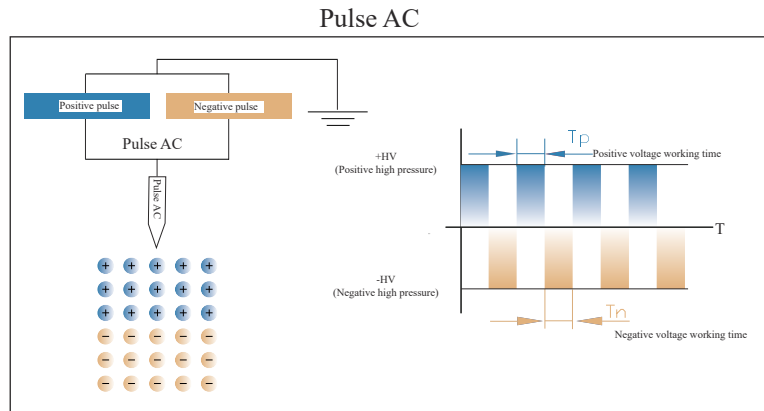 Pulse AC
Positive pulse
Negative pulse
Pulse AC
Pulse AC
+ + + + +
+ + + + +
+ + + + +
− − − − −
− − − − −
− − − − −
+HV
(Positive high pressure)
Tp
Positive voltage working time
T
-HV
(Negative high pressure)
Tn
Negative voltage working time